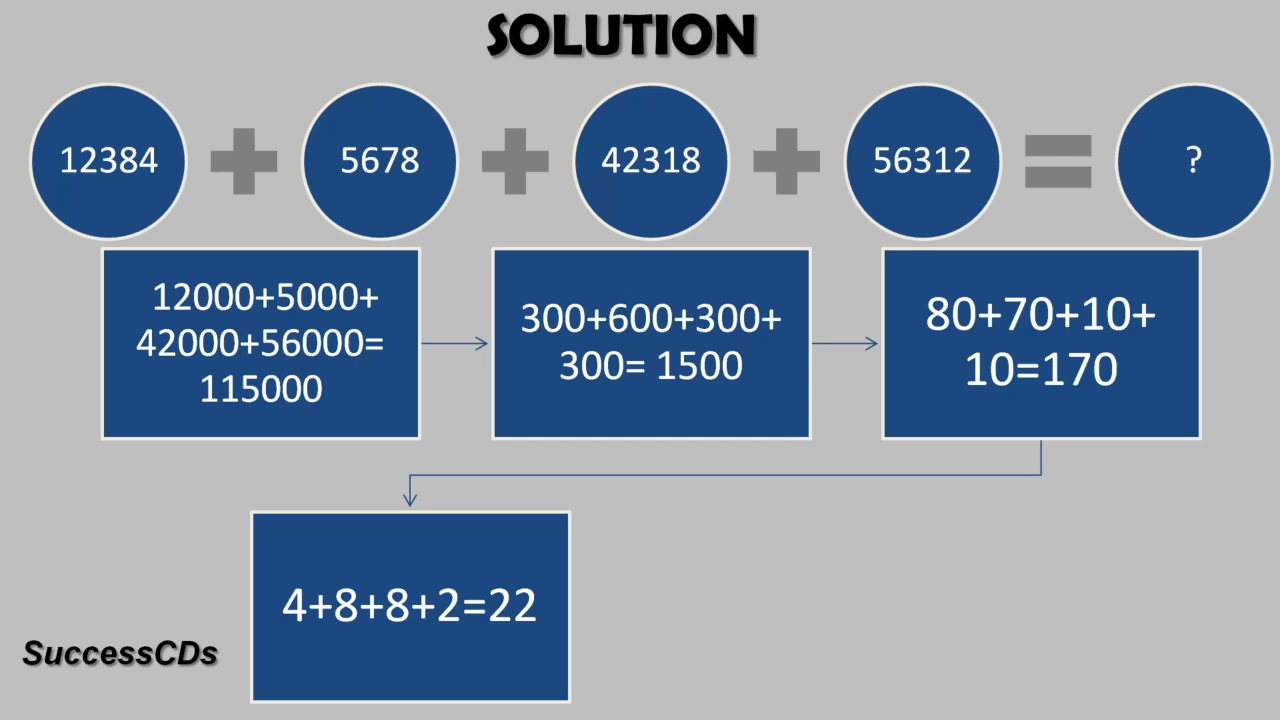 SOLUTION
12384 + 5678 + 42318 + 56312 = ?
12000+5000+
42000+56000=
115000
300+600+300+
300= 1500
80+70+10+
10=170
4+8+8+2=22
SuccessCDs